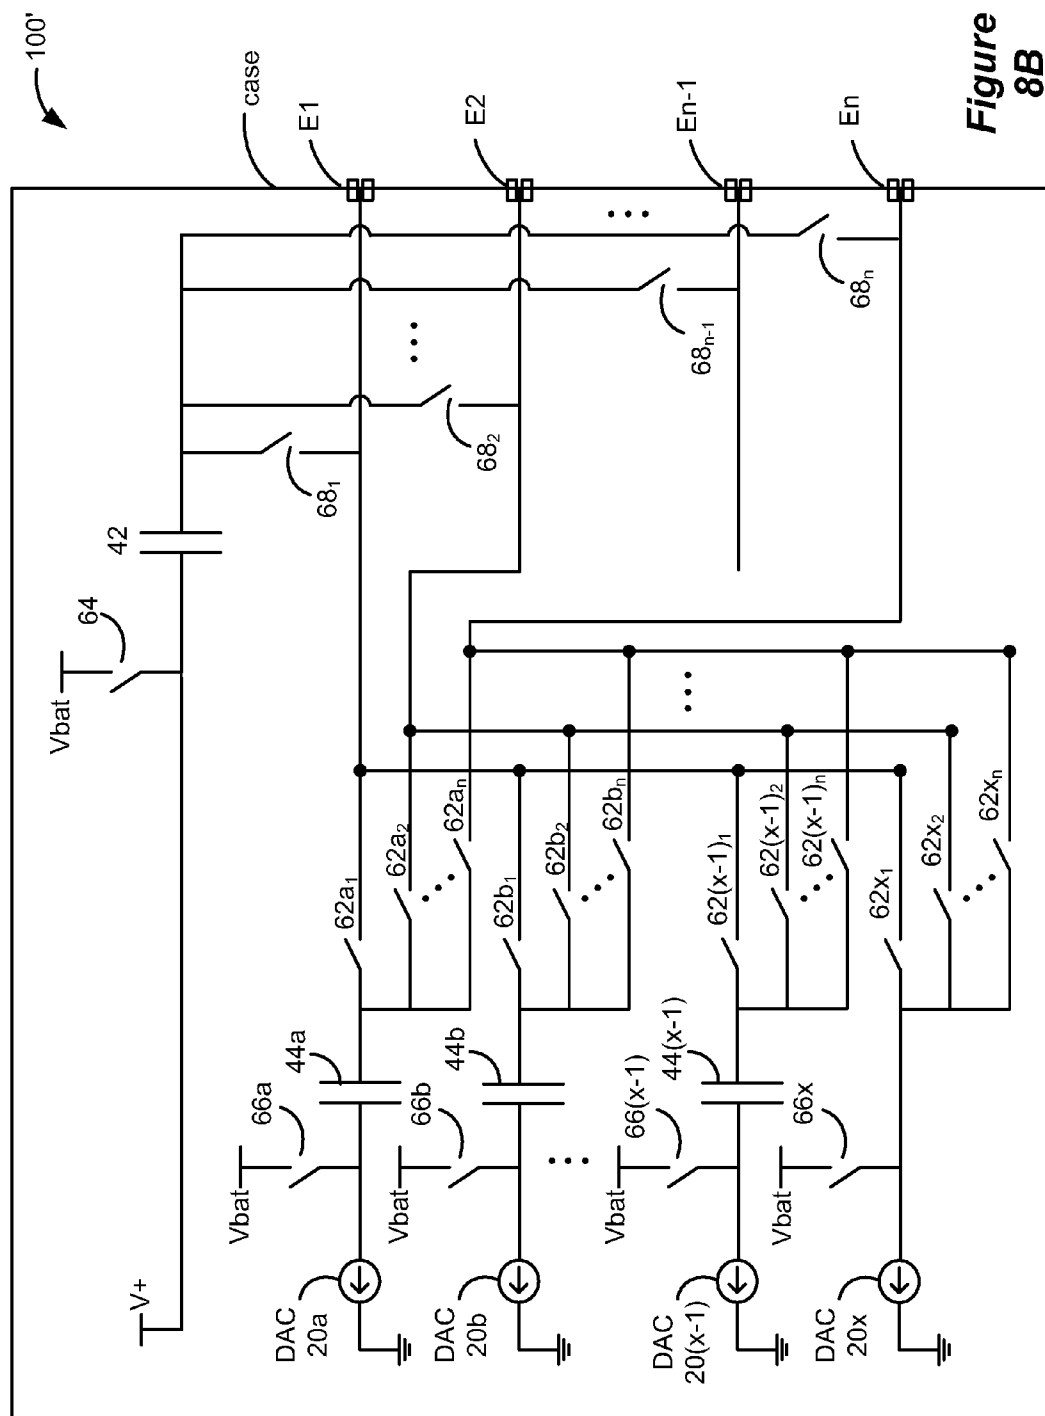 Figure
8B
100'
case
E1
E2
En-1
En
V+
Vbat
64
42
68₁
68₂
68ₙ₋₁
68ₙ
DAC
20a
Vbat
66a
44a
62a₁
62a₂
62aₙ
DAC
20b
Vbat
66b
44b
62b₁
62b₂
62bₙ
DAC
20(x-1)
Vbat
66(x-1)
44(x-1)
62(x-1)₁
62(x-1)₂
62(x-1)ₙ
DAC
20x
Vbat
66x
62x₁
62x₂
62xₙ